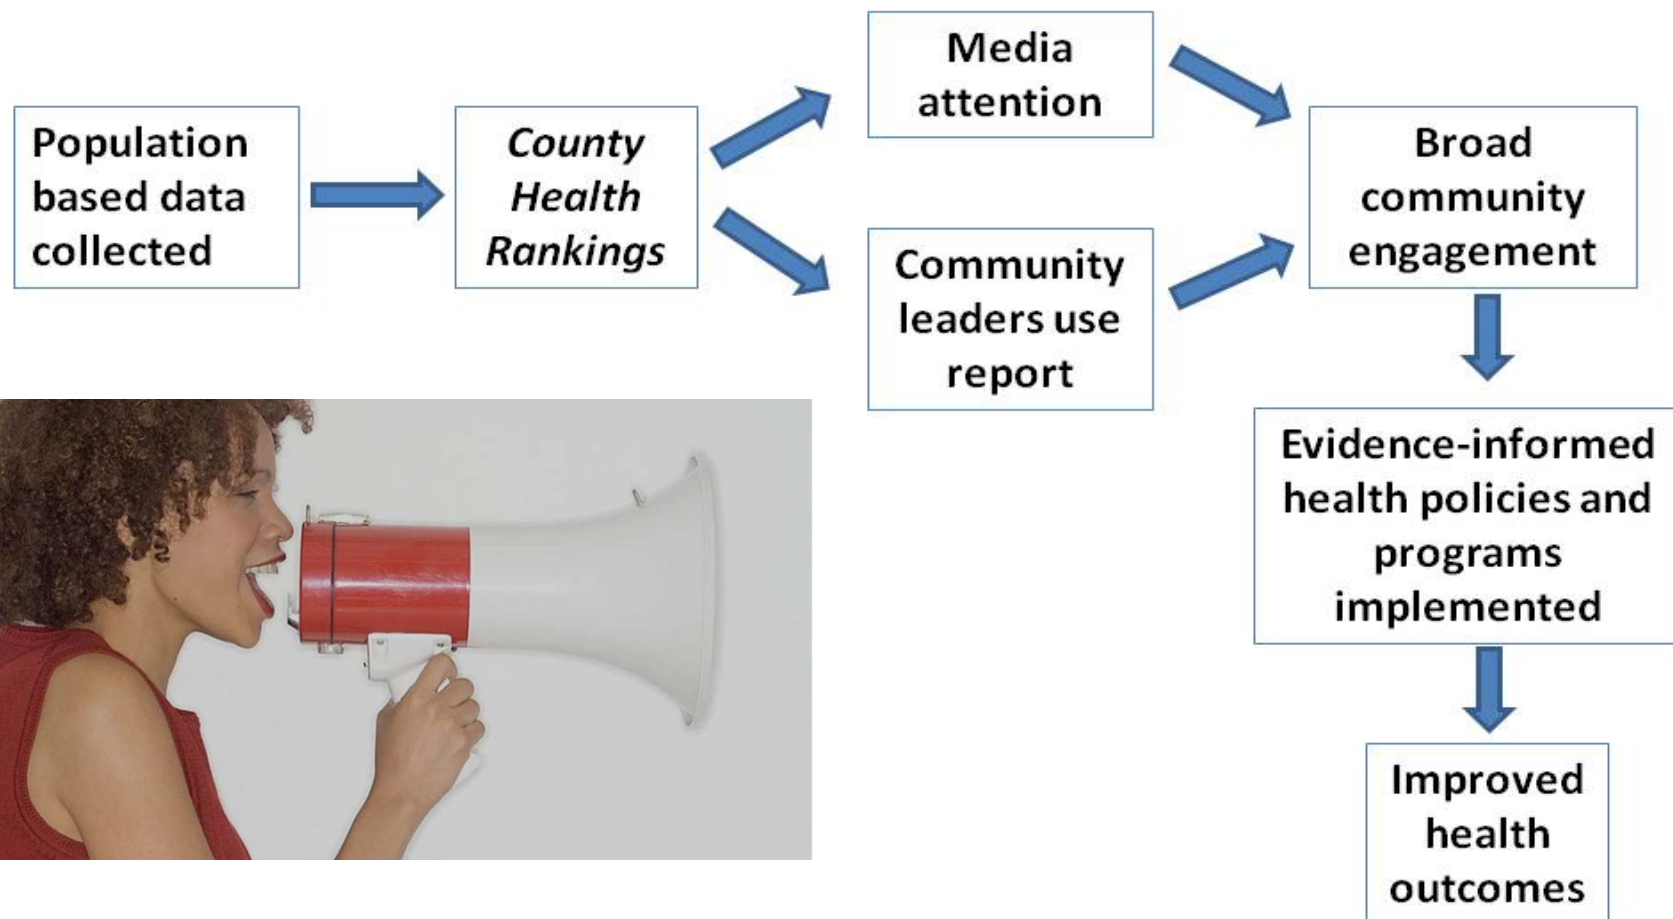 Population
based data
collected
County
Health
Rankings
Media
attention
Community
leaders use
report
Broad
community
engagement
Evidence-informed
health policies and
programs
implemented
Improved
health
outcomes